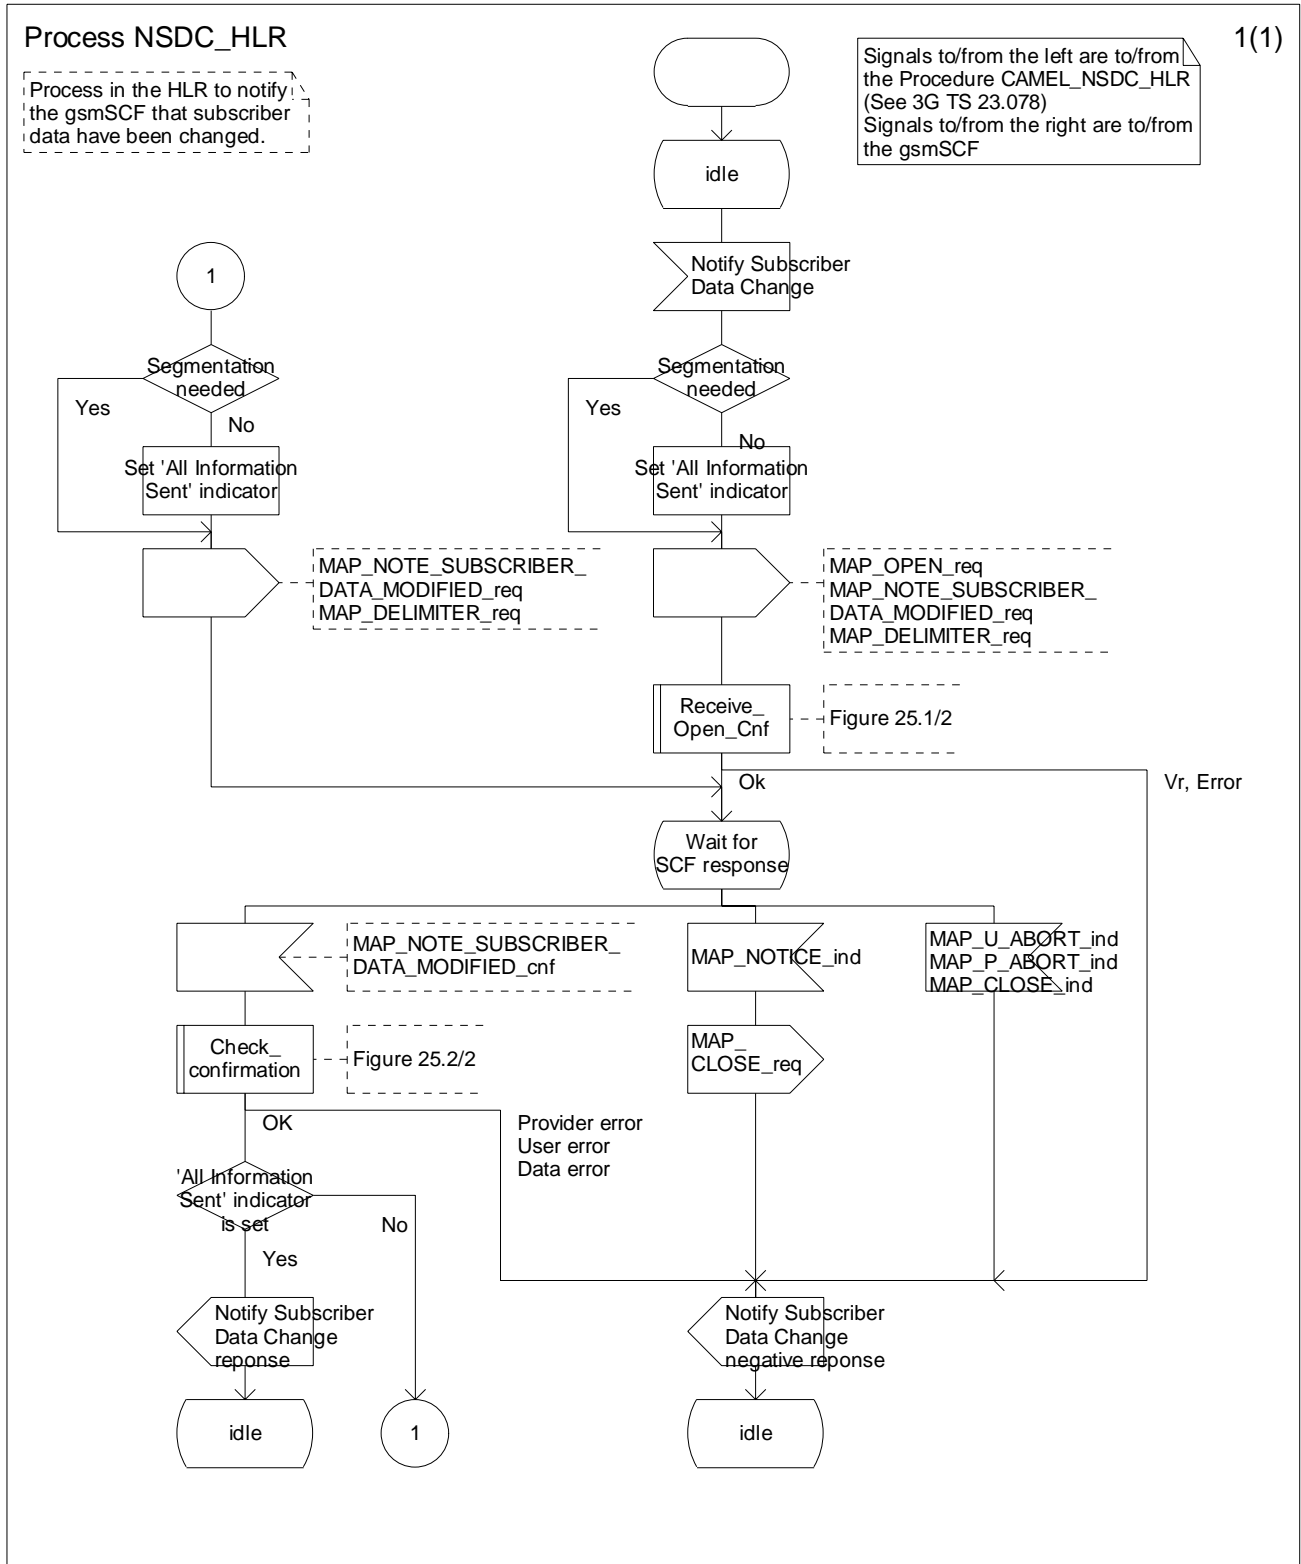 Process NSDC_HLR
1(1)
Process in the HLR to notify
the gsmSCF that subscriber
data have been changed.
Signals to/from the left are to/from
the Procedure CAMEL_NSDC_HLR
(See 3G TS 23.078)
Signals to/from the right are to/from
the gsmSCF
idle
Notify Subscriber
Data Change
1
Segmentation
needed
Yes
No
Set 'All Information
Sent' indicator
MAP_NOTE_SUBSCRIBER_
DATA_MODIFIED_req
MAP_DELIMITER_req
Segmentation
needed
Yes
No
Set 'All Information
Sent' indicator
MAP_OPEN_req
MAP_NOTE_SUBSCRIBER_
DATA_MODIFIED_req
MAP_DELIMITER_req
Receive_
Open_Cnf
Figure 25.1/2
Ok
Vr, Error
Wait for
SCF response
MAP_NOTE_SUBSCRIBER_
DATA_MODIFIED_cnf
MAP_NOTICE_ind
MAP_U_ABORT_ind
MAP_P_ABORT_ind
MAP_CLOSE_ind
Check_
confirmation
Figure 25.2/2
MAP_
CLOSE_req
OK
Provider error
User error
Data error
'All Information
Sent' indicator
is set
No
Yes
Notify Subscriber
Data Change
reponse
Notify Subscriber
Data Change
negative reponse
idle
1
idle